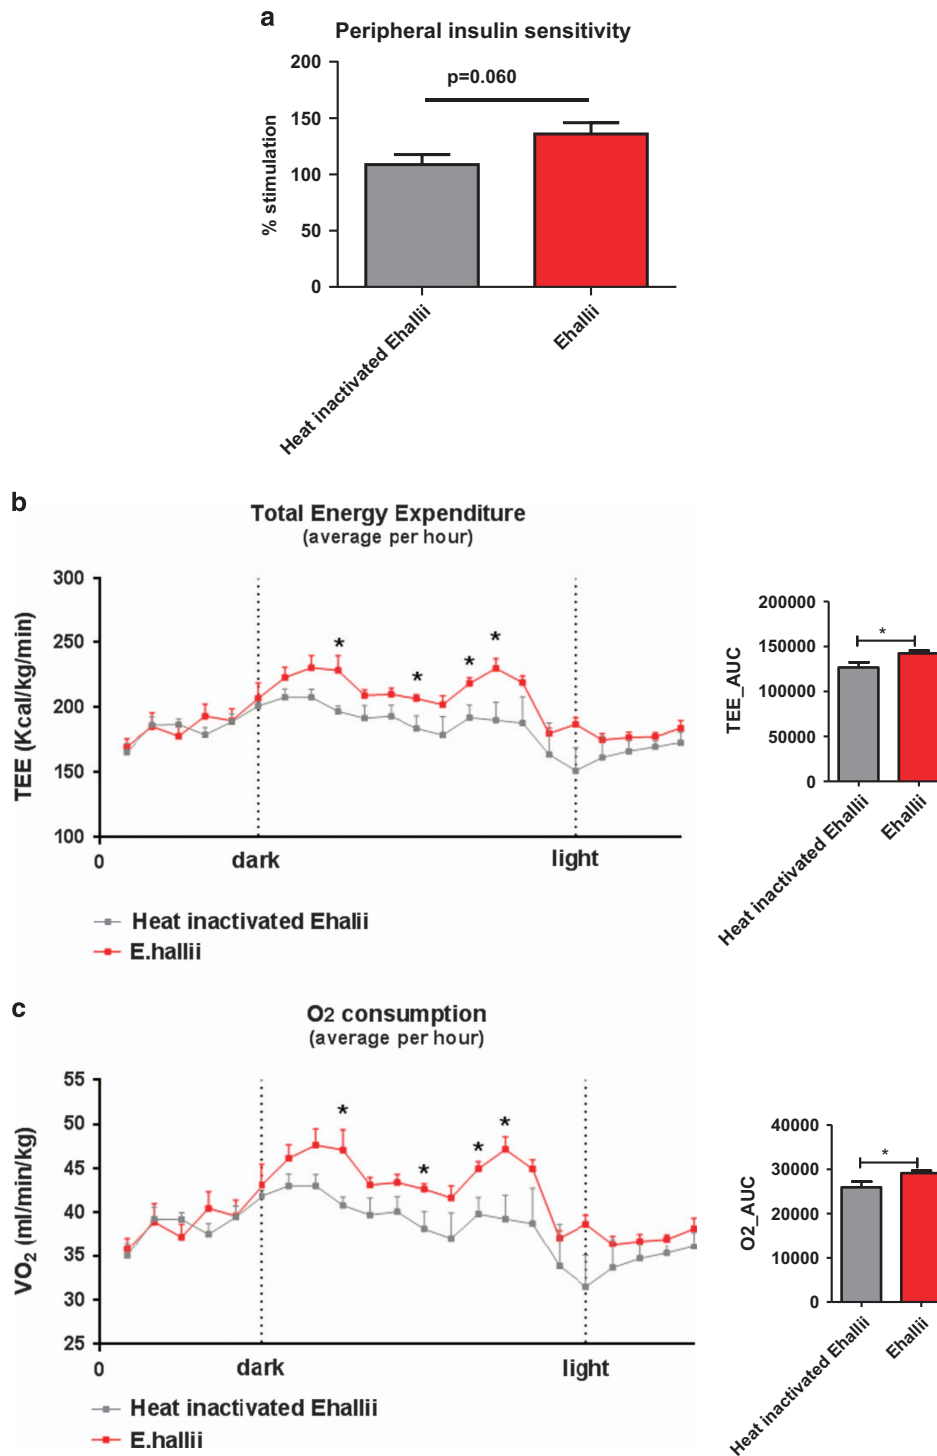 a
Peripheral insulin sensitivity
p=0.060
% stimulation
200
150
100
50
0
Heat inactivated Ehallii
Ehallii
b
Total Energy Expenditure
(average per hour)
TEE (Kcal/kg/min)
300
250
200
150
100
*
*
*
*
0
dark
light
Heat inactivated Ehalii
E.hallii
TEE_AUC
200000
150000
100000
50000
0
*
Heat inactivated Ehallii
Ehallii
c
O2 consumption
(average per hour)
VO2 (ml/min/kg)
55
50
45
40
35
30
25
*
*
*
*
0
dark
light
Heat inactivated Ehallii
E.hallii
O2_AUC
40000
30000
20000
10000
0
*
Heat inactivated Ehallii
Ehallii